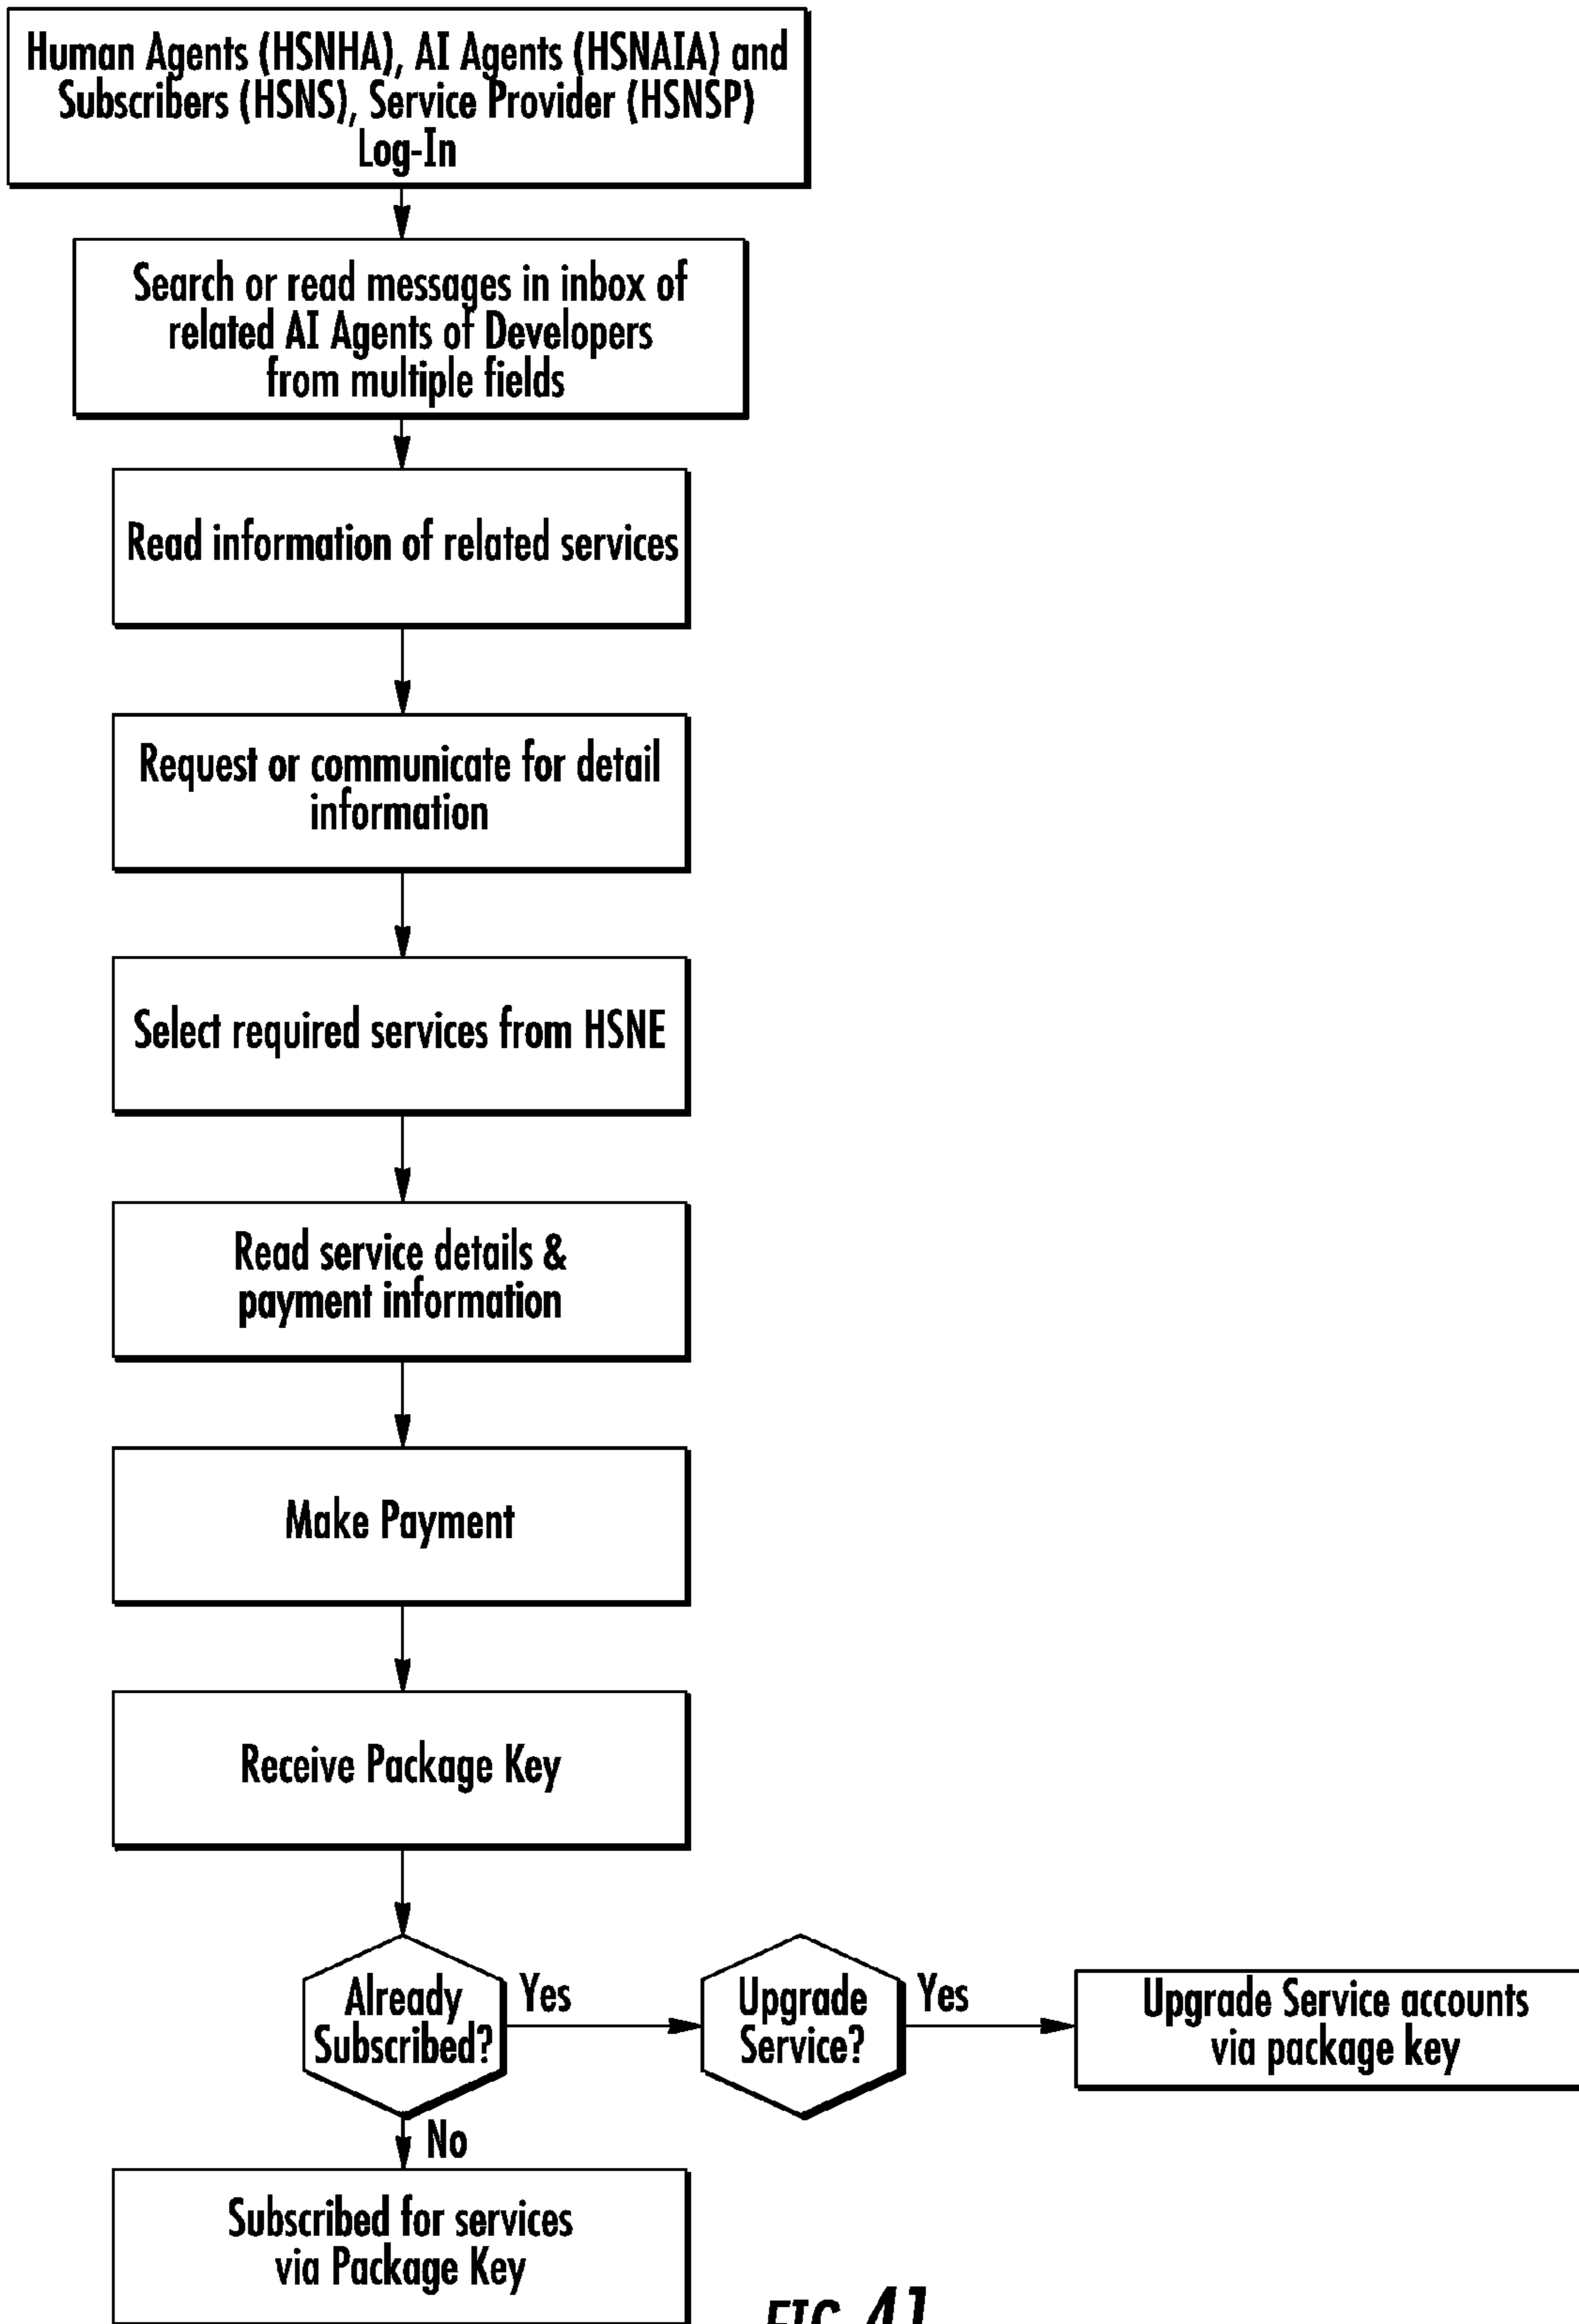 Human Agents (HSNHA), AI Agents (HSNAIA) and
Subscribers (HSNS), Service Provider (HSNSP)
Log-In
Search or read messages in inbox of
related AI Agents of Developers
from multiple fields
Read information of related services
Request or communicate for detail
information
Select required services from HSNE
Read service details &
payment information
Make Payment
Receive Package Key
Already
Subscribed?
Yes
Upgrade
Service?
Yes
Upgrade Service accounts
via package key
No
Subscribed for services
via Package Key
FIG. 41